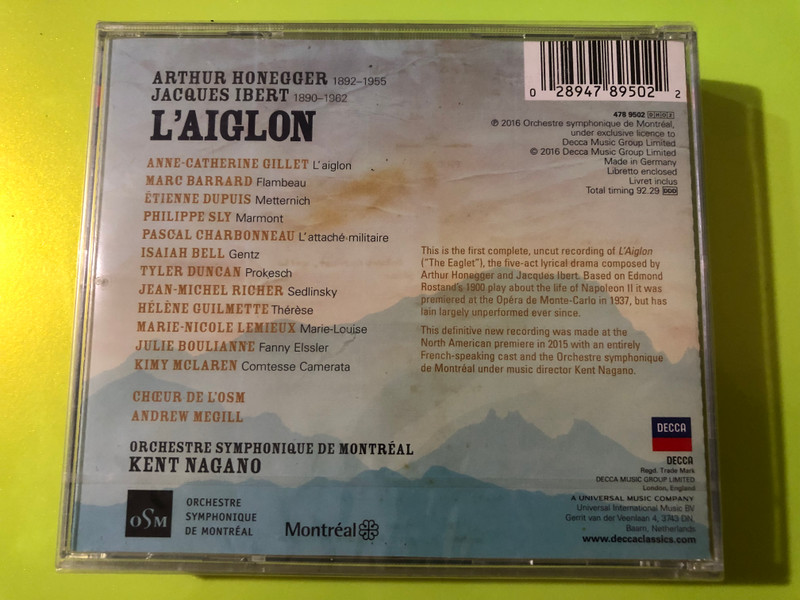 ARTHUR HONEGGER 1892–1955
JACQUES IBERT 1890–1962
L'AIGLON
ANNE-CATHERINE GILLET L'aiglon
MARC BARRARD Flambeau
ÉTIENNE DUPUIS Metternich
PHILIPPE SLY Marmont
PASCAL CHARBONNEAU L'attaché militaire
ISAIAH BELL Gentz
TYLER DUNCAN Prokesch
JEAN-MICHEL RICHER Sedlinsky
HÉLÈNE GUILMETTE Thérèse
MARIE-NICOLE LEMIEUX Marie-Louise
JULIE BOULIANNE Fanny Elssler
KIMY MCLAREN Comtesse Camerata
CHŒUR DE L'OSM
ANDREW MEGILL
ORCHESTRE SYMPHONIQUE DE MONTRÉAL
KENT NAGANO
OSM
ORCHESTRE
SYMPHONIQUE
DE MONTRÉAL
Montréal
0 28947 89502 2
478 9502
℗ 2016 Orchestre symphonique de Montréal,
under exclusive licence to
Decca Music Group Limited
© 2016 Decca Music Group Limited
Made in Germany
Libretto enclosed
Livret inclus
Total timing 92.29 DDD
This is the first complete, uncut recording of L'Aiglon
("The Eaglet"), the five-act lyrical drama composed by
Arthur Honegger and Jacques Ibert. Based on Edmond
Rostand's 1900 play about the life of Napoleon II it was
premiered at the Opéra de Monte-Carlo in 1937, but has
lain largely unperformed ever since.
This definitive new recording was made at the
North American premiere in 2015 with an entirely
French-speaking cast and the Orchestre symphonique
de Montréal under music director Kent Nagano.
DECCA
DECCA
Regd. Trade Mark
DECCA MUSIC GROUP LIMITED
London, England
A UNIVERSAL MUSIC COMPANY
Universal International Music BV
Gerrit van der Veenlaan 4, 3743 DN,
Baarn, Netherlands
www.deccaclassics.com